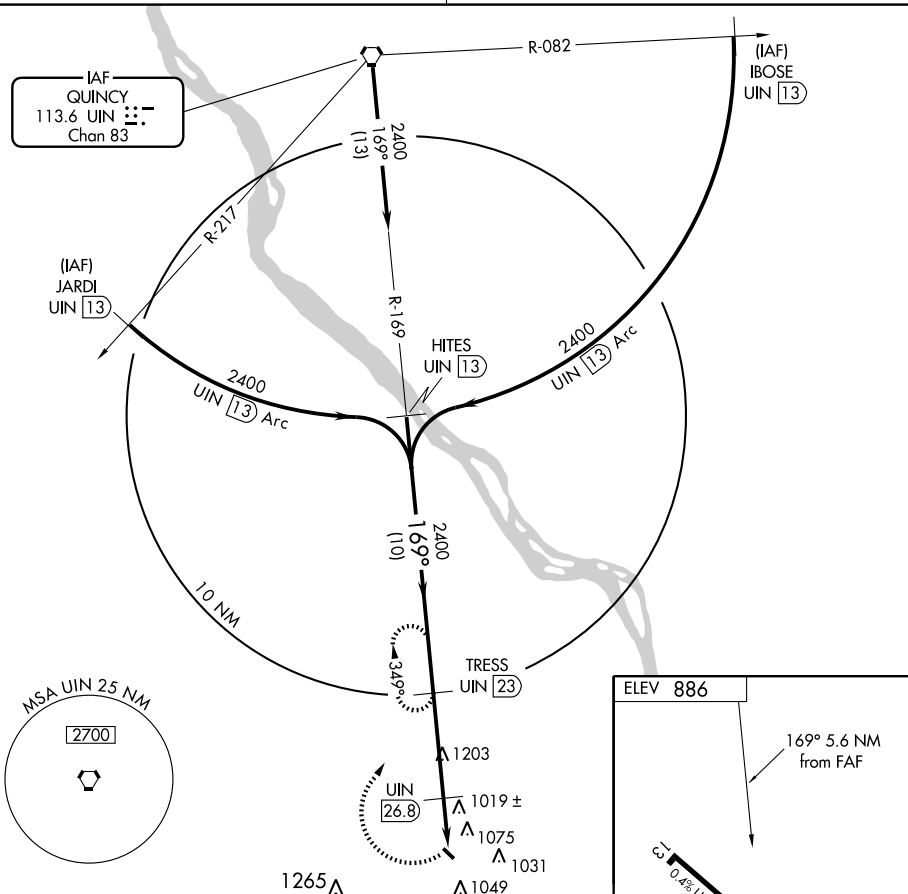 R-082
(IAF)
IBOSE
UIN 13
IAF
QUINCY
113.6 UIN
Chan 83
2400
169°
(13)
R-217
(IAF)
JARDI
UIN 13
R-169
HITES
UIN 13
2400
UIN 13 Arc
2400
UIN 13 Arc
2400
169°
(10)
10 NM
349°
TRESS
UIN 23
MSA UIN 25 NM
2700
1203
UIN
26.8
1019 ±
1075
1031
1265
1049
ELEV 886
169° 5.6 NM
from FAF
13